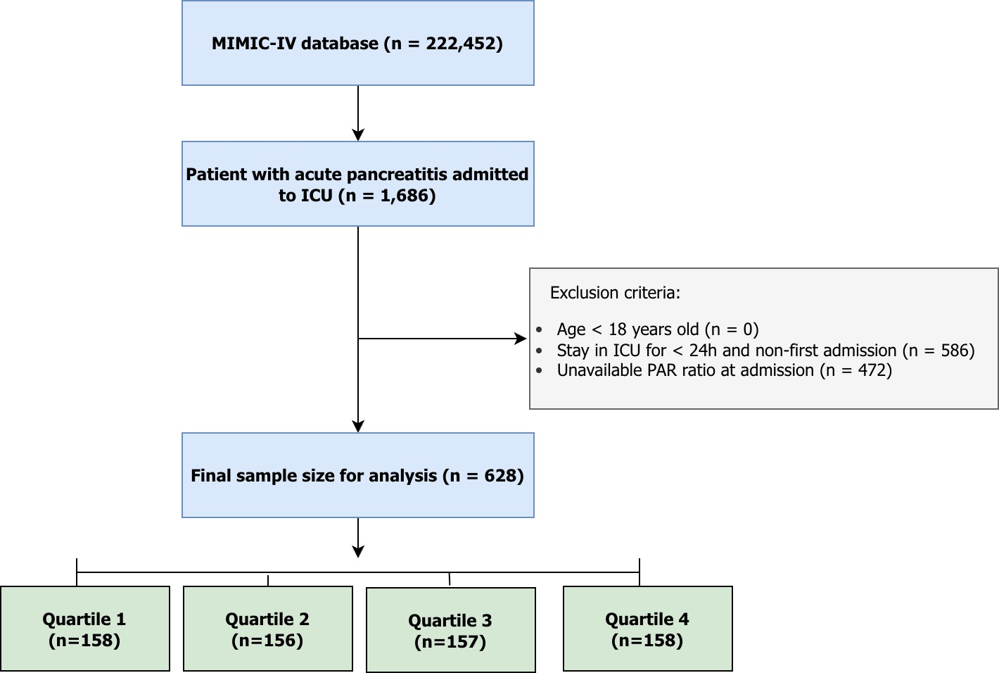 MIMIC-IV database (n = 222,452)
Patient with acute pancreatitis admitted
to ICU (n = 1,686)
Exclusion criteria:
• Age < 18 years old (n = 0)
• Stay in ICU for < 24h and non-first admission (n = 586)
• Unavailable PAR ratio at admission (n = 472)
Final sample size for analysis (n = 628)
Quartile 1
(n=158)
Quartile 2
(n=156)
Quartile 3
(n=157)
Quartile 4
(n=158)